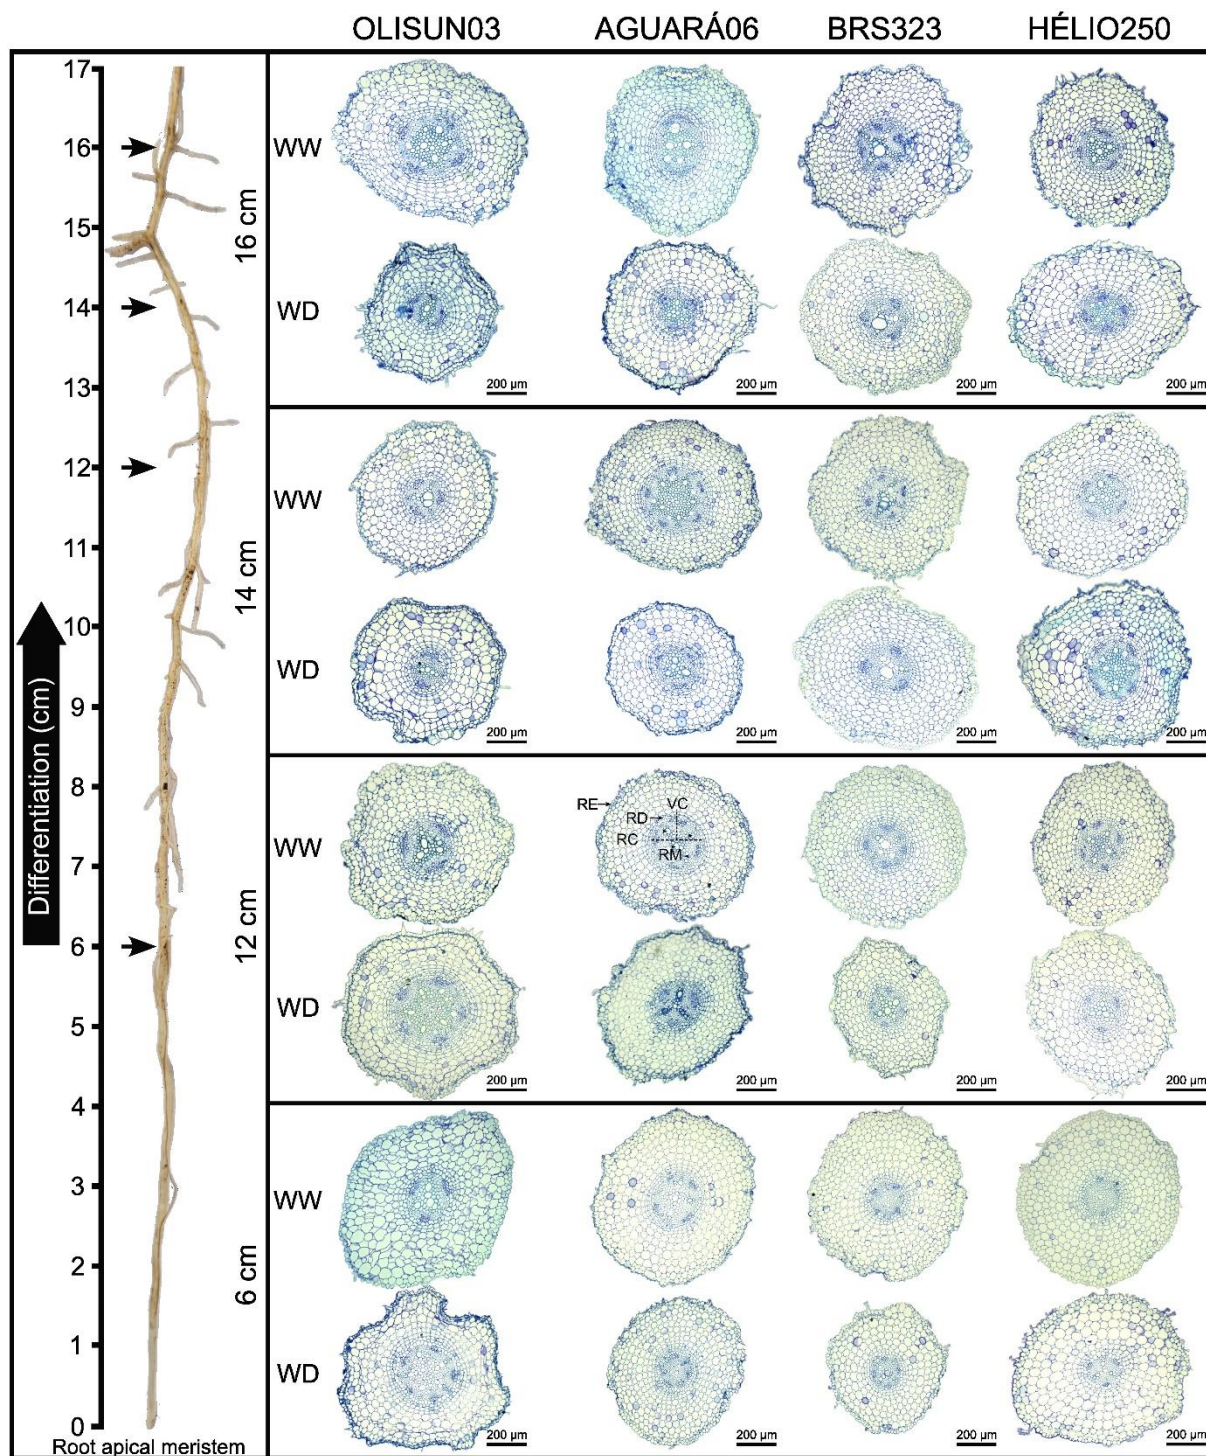 OLISUN03 AGUARÁ06 BRS323 HÉLIO250
17
16
15
14
13
12
11
10
9
8
7
6
5
4
3
2
1
0
Differentiation (cm)
Root apical meristem
16 cm
WW
WD
200 µm 200 µm 200 µm 200 µm
14 cm
WW
WD
200 µm 200 µm 200 µm 200 µm
12 cm
WW
RE VC
RD
RC
RM
WD
200 µm 200 µm 200 µm 200 µm
6 cm
WW
WD
200 µm 200 µm 200 µm 200 µm